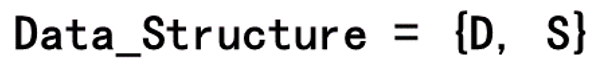 Data_Structure = {D, S}